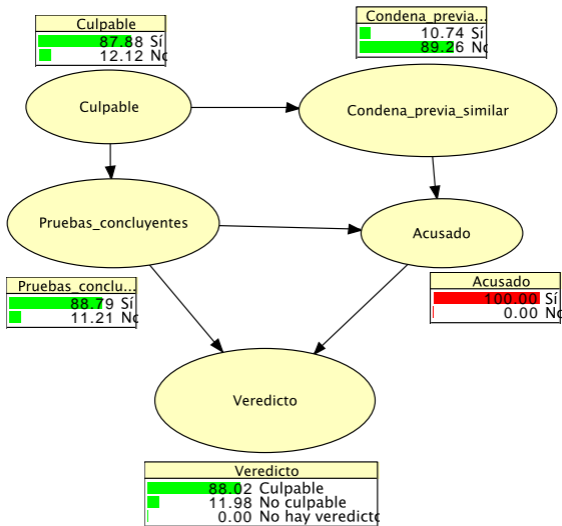 Culpable
87.88 Sí
12.12 No
Condena_previa...
10.74 Sí
89.26 No
Culpable
Condena_previa_similar
Pruebas_concluyentes
Acusado
Pruebas_conclu...
88.79 Sí
11.21 No
Acusado
100.00 Sí
0.00 No
Veredicto
Veredicto
88.02 Culpable
11.98 No culpable
0.00 No hay veredicto